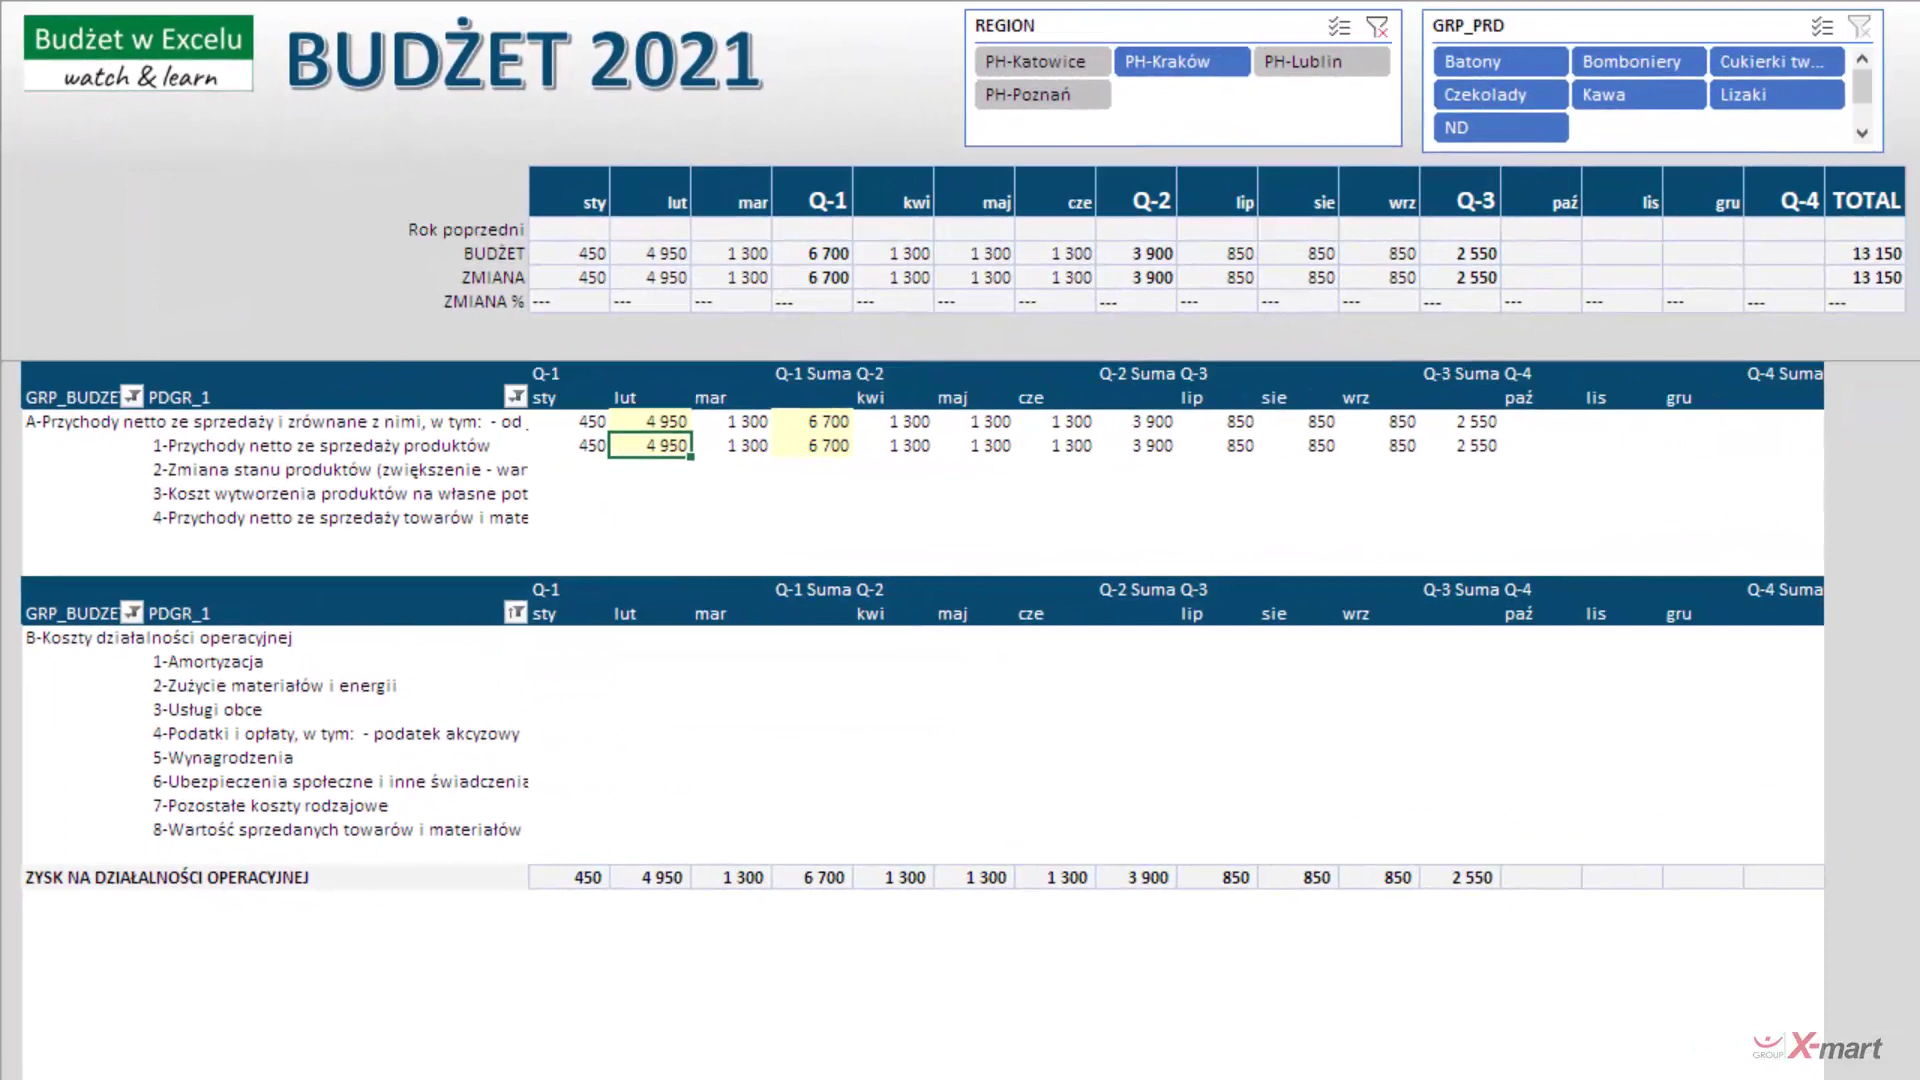 Budżet w Excelu
watch & learn
BUDŻET 2021
REGION
PH-Katowice PH-Kraków PH-Lublin
PH-Poznań
GRP_PRD
Batony Bomboniery Cukierki tw...
Czekolady Kawa Lizaki
ND
sty lut mar Q-1 kwi maj cze Q-2 lip sie wrz Q-3 paź lis gru Q-4 TOTAL
Rok poprzedni
BUDŻET 450 4 950 1 300 6 700 1 300 1 300 1 300 3 900 850 850 850 2 550 13 150
ZMIANA 450 4 950 1 300 6 700 1 300 1 300 1 300 3 900 850 850 850 2 550 13 150
ZMIANA % --- --- --- --- --- --- --- --- --- --- --- --- --- --- --- --- ---
Q-1 Q-1 Suma Q-2 Q-2 Suma Q-3 Q-3 Suma Q-4 Q-4 Suma
GRP_BUDZE PDGR_1 sty lut mar kwi maj cze lip sie wrz paź lis gru
A-Przychody netto ze sprzedaży i zrównane z nimi, w tym: - od 450 4 950 1 300 6 700 1 300 1 300 1 300 3 900 850 850 850 2 550
1-Przychody netto ze sprzedaży produktów 450 4 950 1 300 6 700 1 300 1 300 1 300 3 900 850 850 850 2 550
2-Zmiana stanu produktów (zwiększenie - war
3-Koszt wytworzenia produktów na własne pot
4-Przychody netto ze sprzedaży towarów i mate
Q-1 Q-1 Suma Q-2 Q-2 Suma Q-3 Q-3 Suma Q-4 Q-4 Suma
GRP_BUDZE PDGR_1 sty lut mar kwi maj cze lip sie wrz paź lis gru
B-Koszty działalności operacyjnej
1-Amortyzacja
2-Zużycie materiałów i energii
3-Usługi obce
4-Podatki i opłaty, w tym: - podatek akcyzowy
5-Wynagrodzenia
6-Ubezpieczenia społeczne i inne świadczenia
7-Pozostałe koszty rodzajowe
8-Wartość sprzedanych towarów i materiałów
ZYSK NA DZIAŁALNOŚCI OPERACYJNEJ 450 4 950 1 300 6 700 1 300 1 300 1 300 3 900 850 850 850 2 550
GROUP X-mart